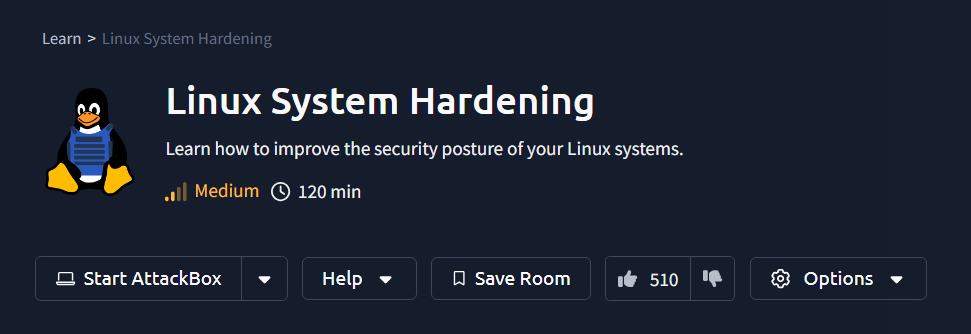 Learn > Linux System Hardening
Linux System Hardening
Learn how to improve the security posture of your Linux systems.
Medium 120 min
Start AttackBox Help Save Room 510 Options